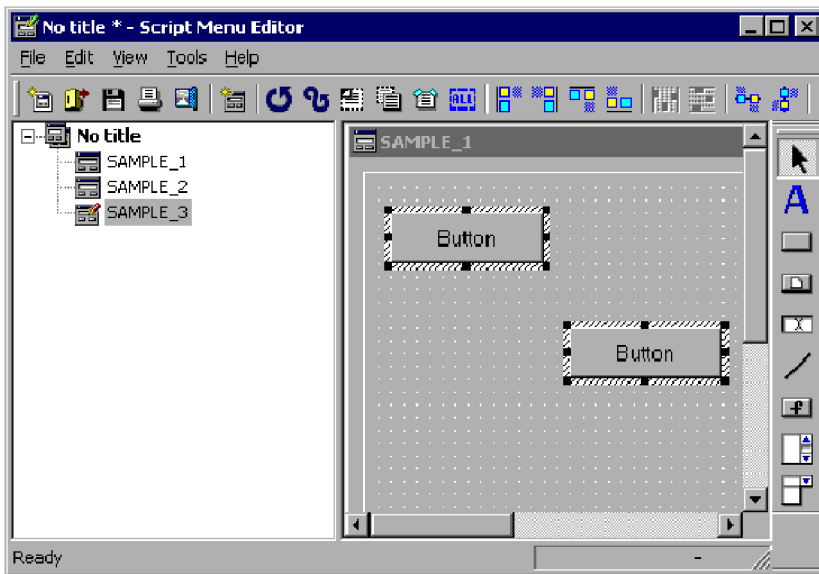 No title * - Script Menu Editor
File Edit View Tools Help
ALL
No title
SAMPLE_1
SAMPLE_2
SAMPLE_3
SAMPLE_1
Button
Button
A
f
Ready
-